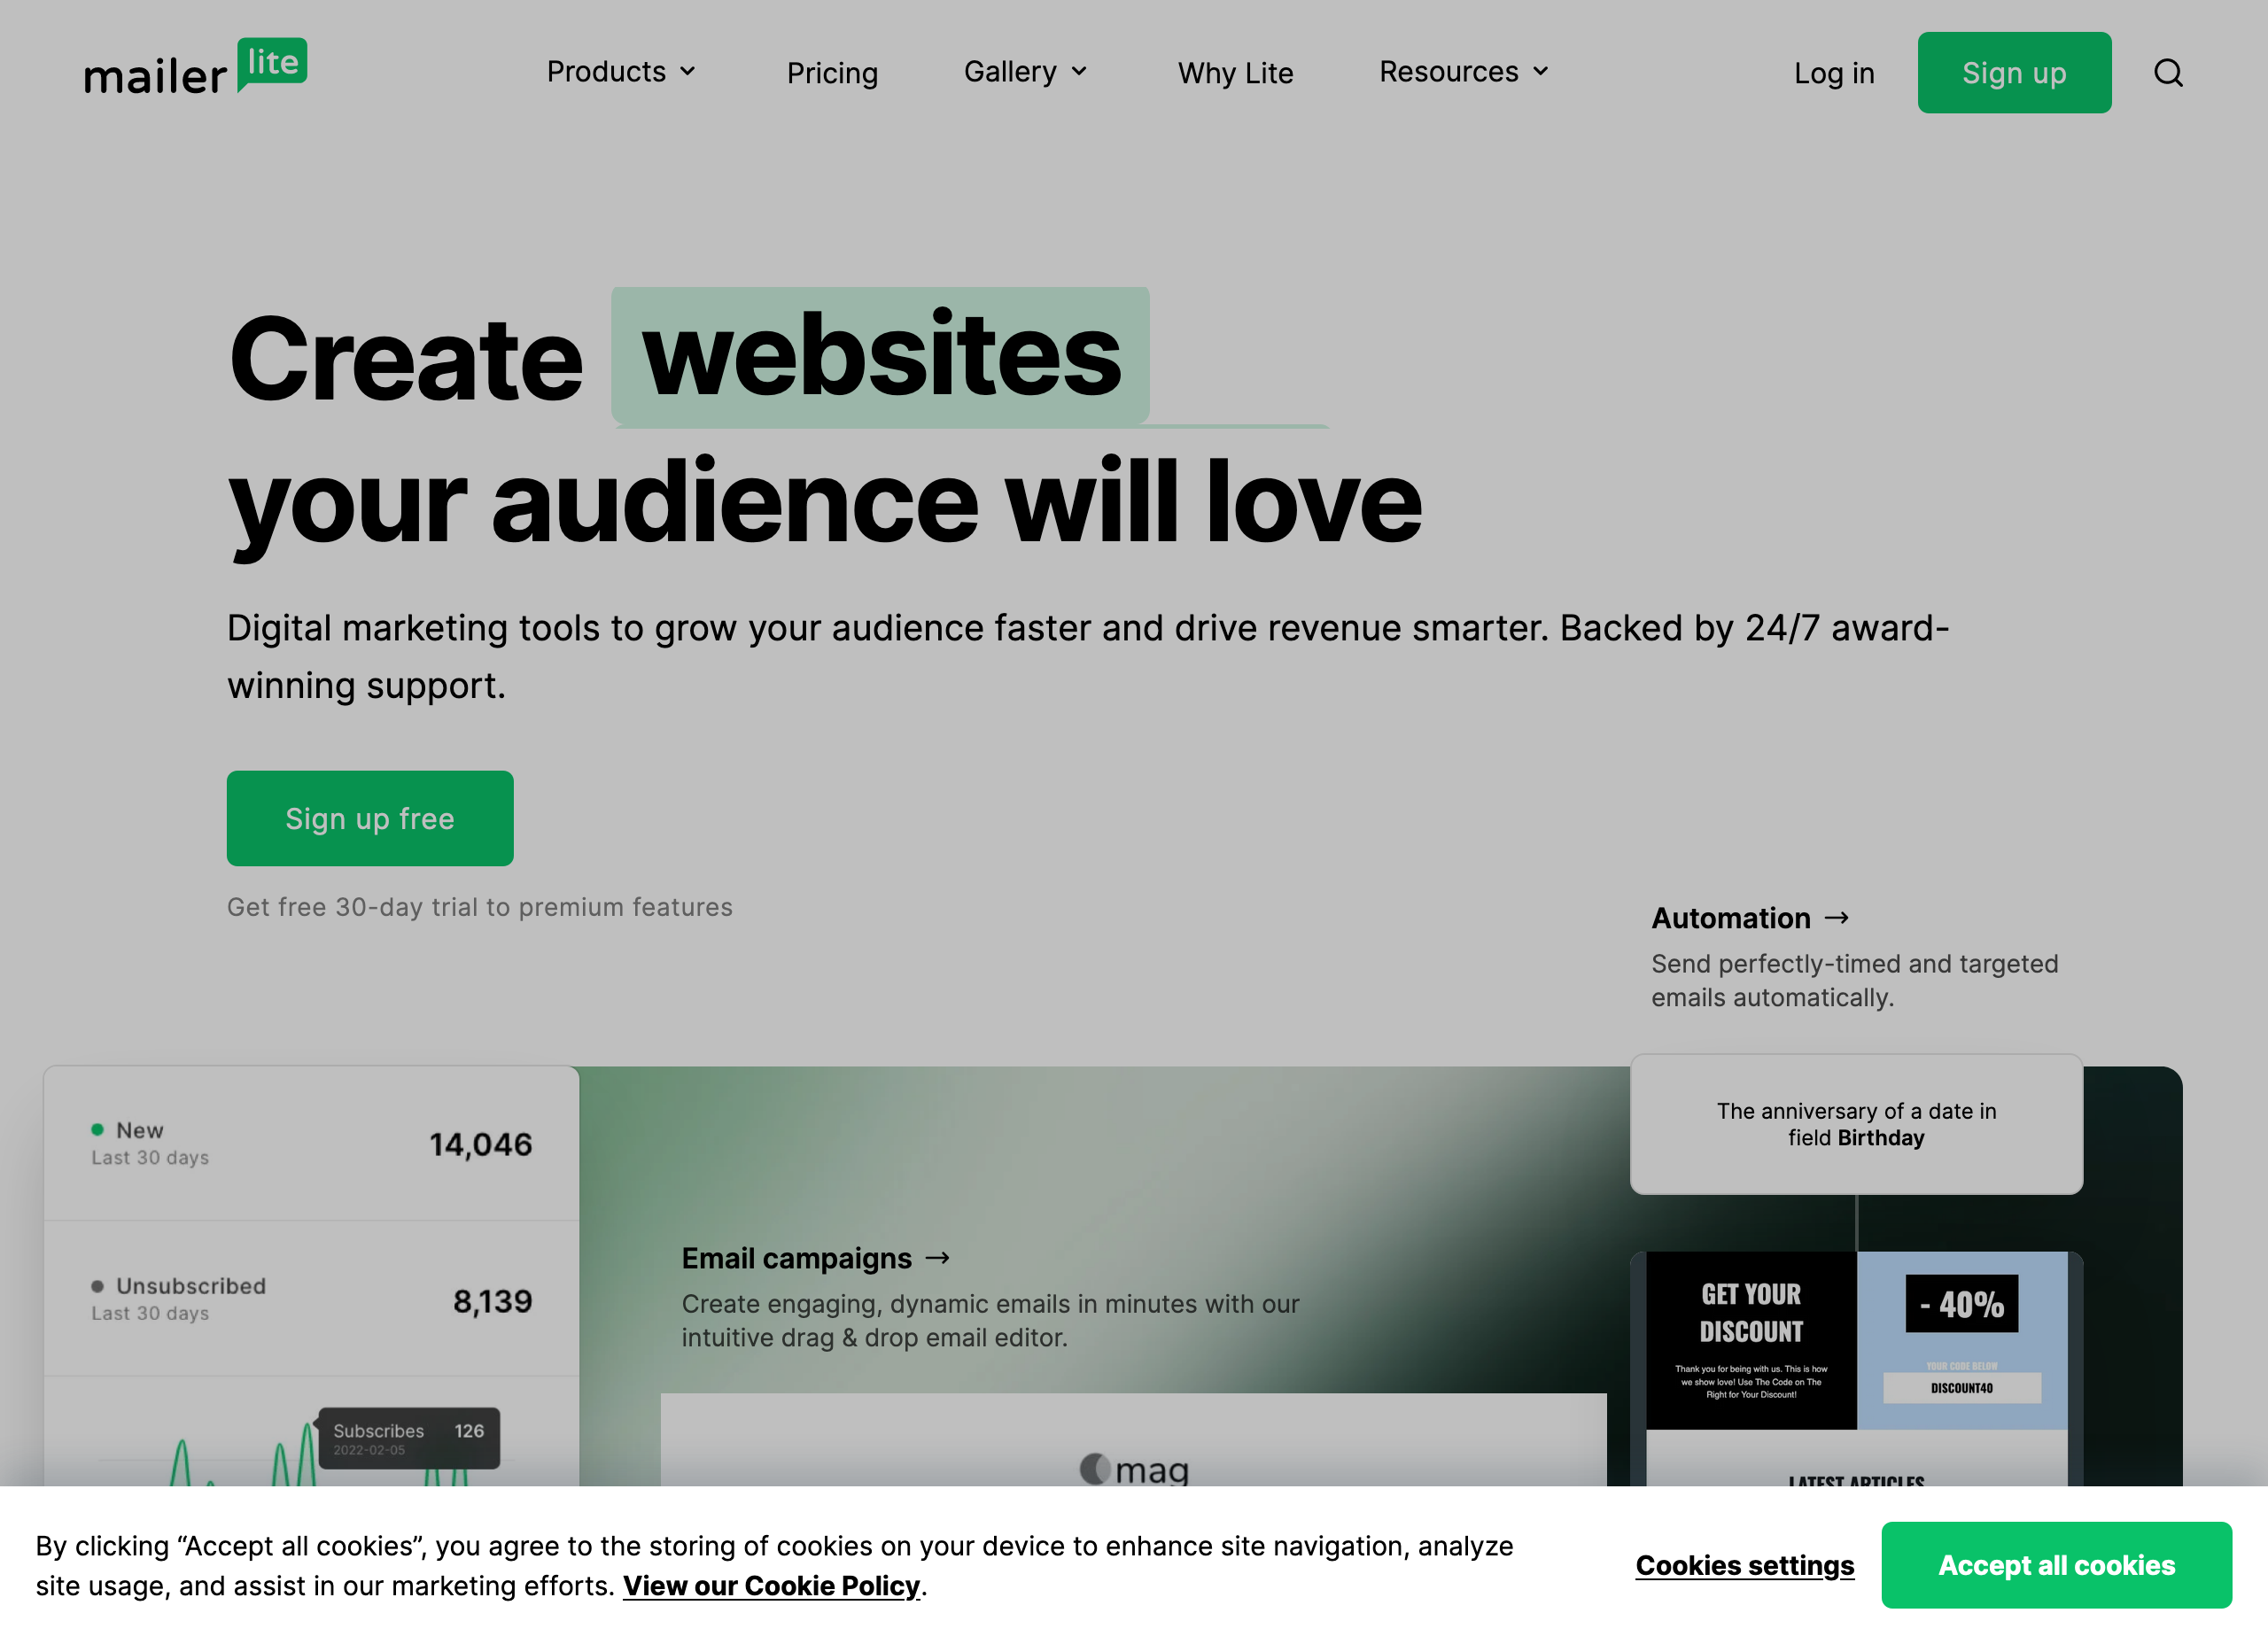 mailer lite
Products
Pricing
Gallery
Why Lite
Resources
Log in
Sign up
Create websites
your audience will love
Digital marketing tools to grow your audience faster and drive revenue smarter. Backed by 24/7 award-
winning support.
Sign up free
Get free 30-day trial to premium features
Automation →
Send perfectly-timed and targeted
emails automatically.
New
Last 30 days
14,046
Unsubscribed
Last 30 days
8,139
Subscribes 126
2022-02-05
Email campaigns →
Create engaging, dynamic emails in minutes with our
intuitive drag & drop email editor.
mag
The anniversary of a date in
field Birthday
GET YOUR
DISCOUNT
Thank you for being with us. This is how
we show love! Use The Code on The
Right for Your Discount!
- 40%
YOUR CODE BELOW
DISCOUNT40
LATEST ARTICLES
By clicking “Accept all cookies”, you agree to the storing of cookies on your device to enhance site navigation, analyze
site usage, and assist in our marketing efforts. View our Cookie Policy.
Cookies settings
Accept all cookies